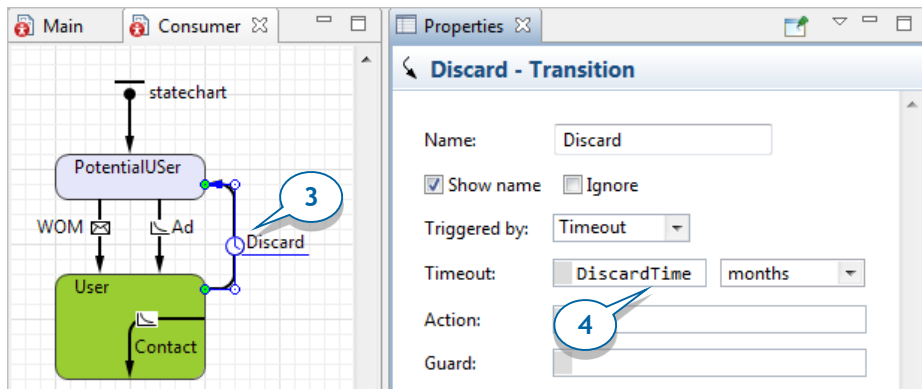 Main
Consumer
statechart
PotentialUSer
WOM
Ad
3
Discard
User
Contact
Properties
Discard - Transition
Name:
Discard
Show name
Ignore
Triggered by:
Timeout
Timeout:
DiscardTime
months
4
Action:
Guard: